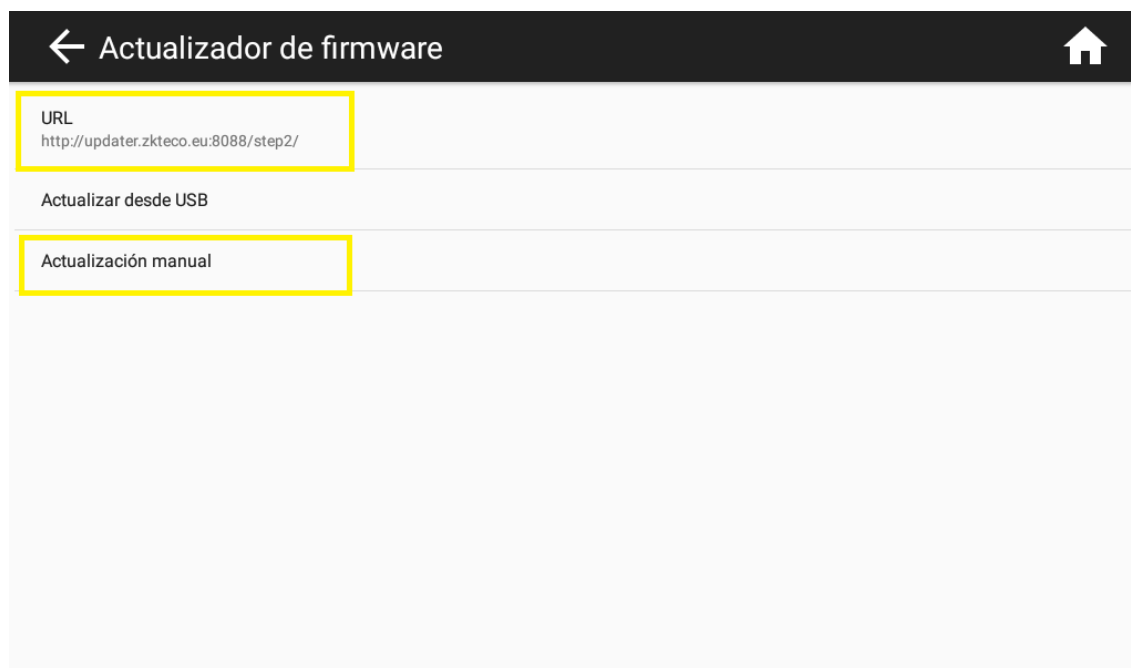 Actualizador de firmware
URL
http://updater.zkteco.eu:8088/step2/
Actualizar desde USB
Actualización manual